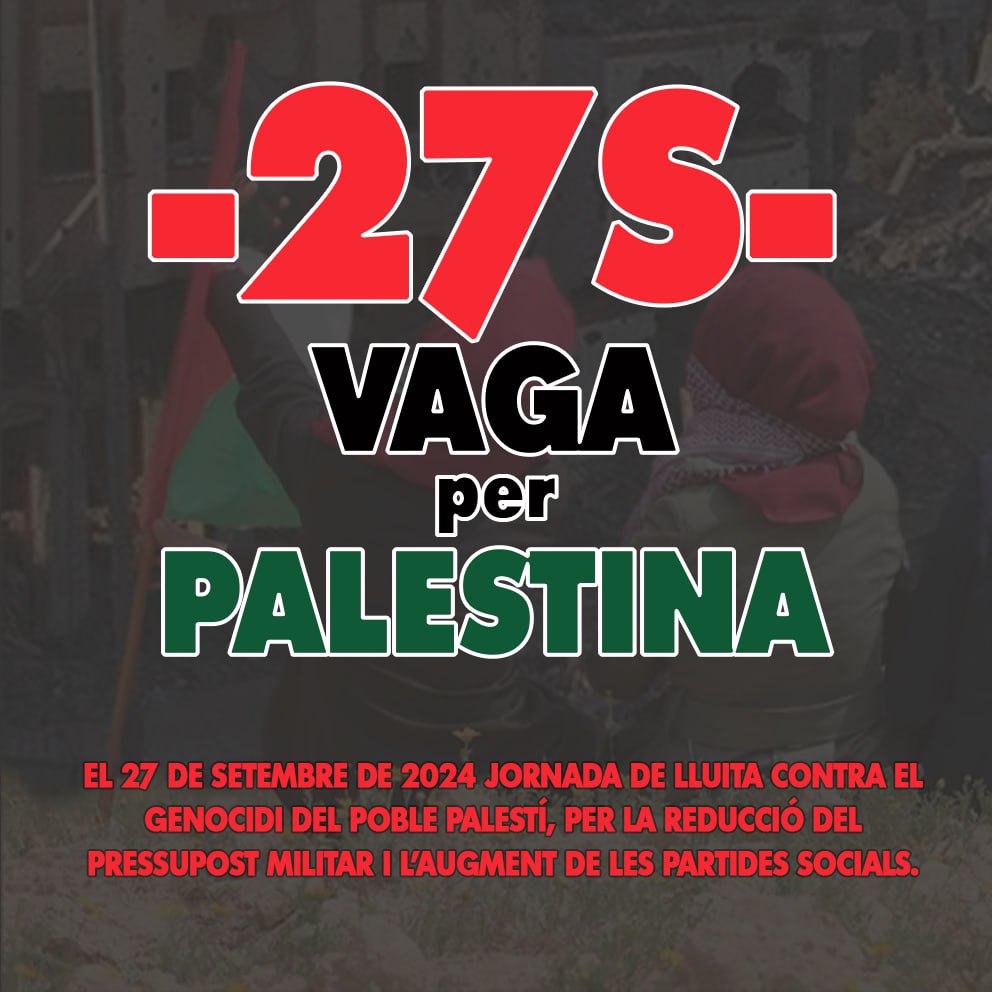 -27S-
VAGA
per
PALESTINA
EL 27 DE SETEMBRE DE 2024 JORNADA DE LLUITA CONTRA EL
GENOCIDI DEL POBLE PALESTÍ, PER LA REDUCCIÓ DEL
PRESSUPOST MILITAR I L'AUGMENT DE LES PARTIDES SOCIALS.